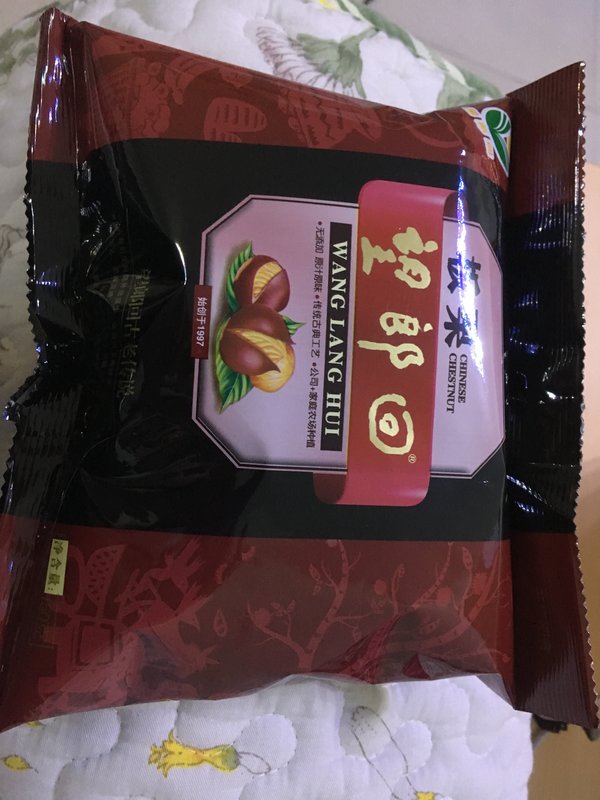 板栗
CHINESE
CHESTNUT
望郎回®
WANG LANG HUI
•无添加 原汁原味 •传统古典工艺 •公司+家庭农场种植
始创于1997
净含量: